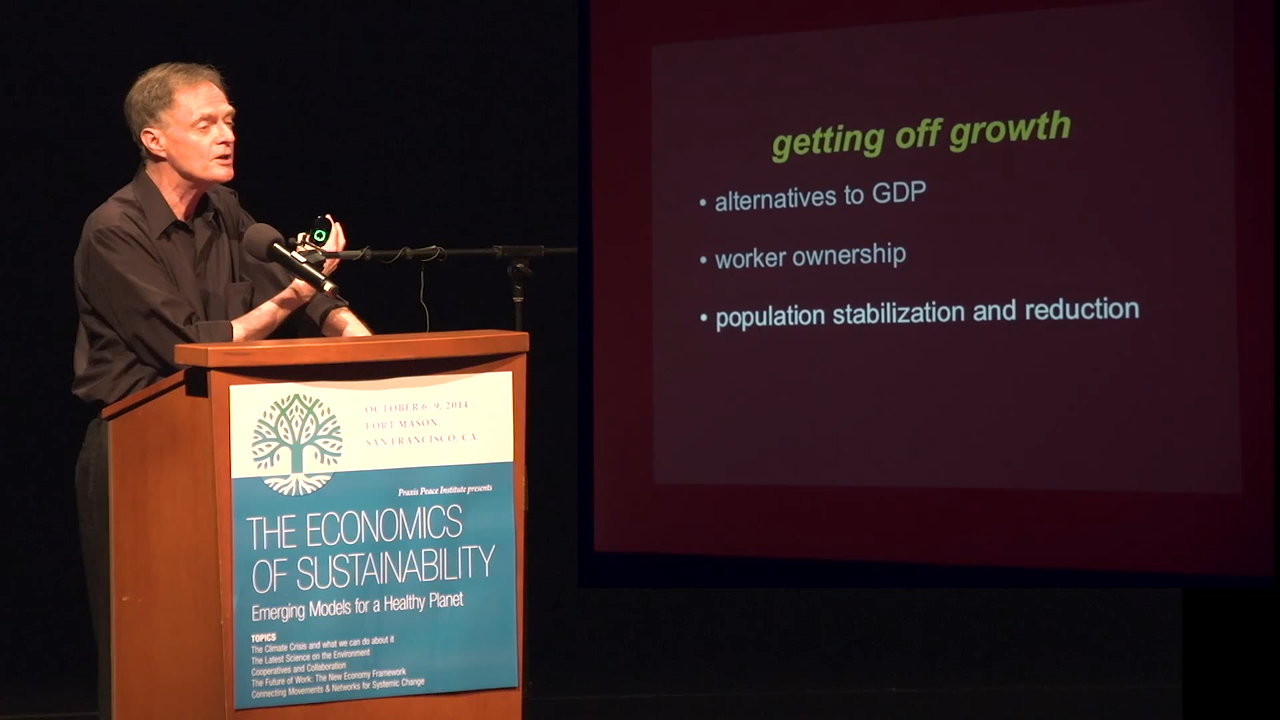 getting off growth
• alternatives to GDP
• worker ownership
• population stabilization and reduction
OCTOBER 6-9, 2014
FORT MASON,
SAN FRANCISCO, CA
Praxis Peace Institute presents
THE ECONOMICS
OF SUSTAINABILITY
Emerging Models for a Healthy Planet
TOPICS
The Climate Crisis and what we can do about it
The Latest Science on the Environment
Cooperatives and Collaboration
The Future of Work: The New Economy Framework
Connecting Movements & Networks for Systemic Change